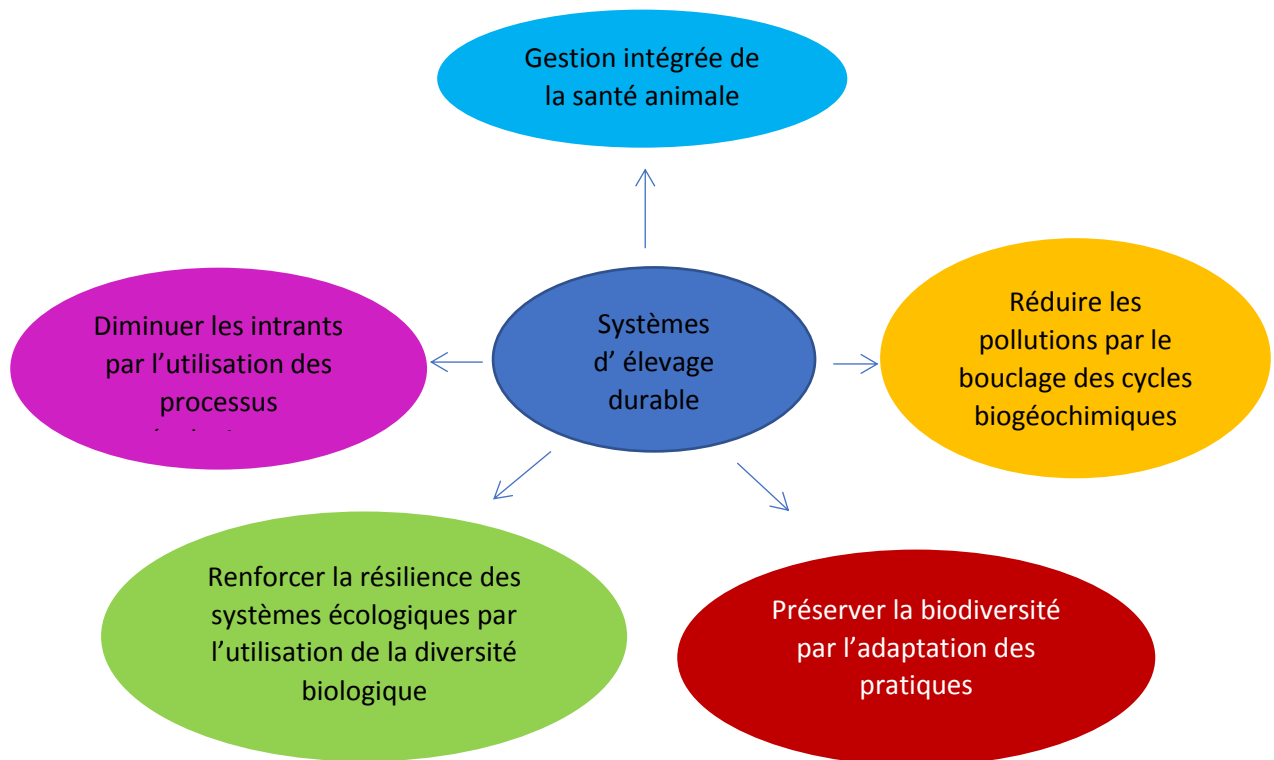 Gestion intégrée de
la santé animale
Diminuer les intrants
par l’utilisation des
processus
Systèmes
d’ élevage
durable
Réduire les
pollutions par le
bouclage des cycles
biogéochimiques
Renforcer la résilience des
systèmes écologiques par
l’utilisation de la diversité
biologique
Préserver la biodiversité
par l’adaptation des
pratiques